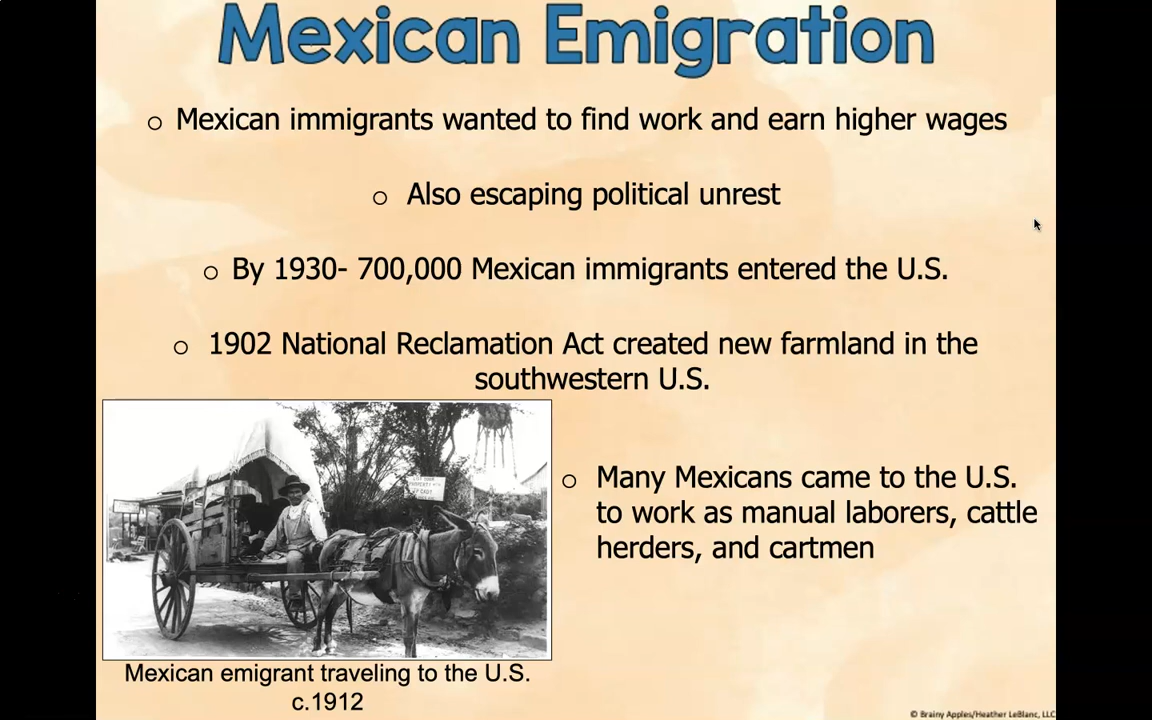 Mexican Emigration
○ Mexican immigrants wanted to find work and earn higher wages
○ Also escaping political unrest
○ By 1930- 700,000 Mexican immigrants entered the U.S.
○ 1902 National Reclamation Act created new farmland in the
southwestern U.S.
○ Many Mexicans came to the U.S.
to work as manual laborers, cattle
herders, and cartmen
Mexican emigrant traveling to the U.S.
c.1912
© Brainy Apples/Heather LeBlanc, LLC